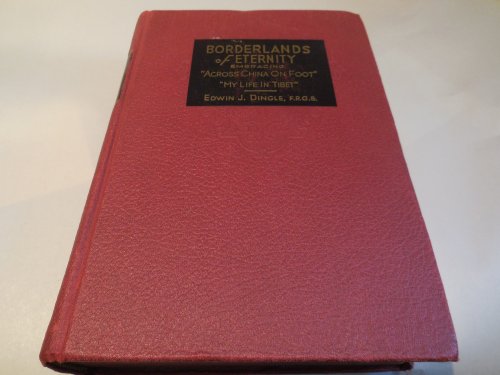 BORDERLANDS
OF ETERNITY
EMBRACING
"ACROSS CHINA ON FOOT"
"MY LIFE IN TIBET"
EDWIN J. DINGLE, F.R.G.S.